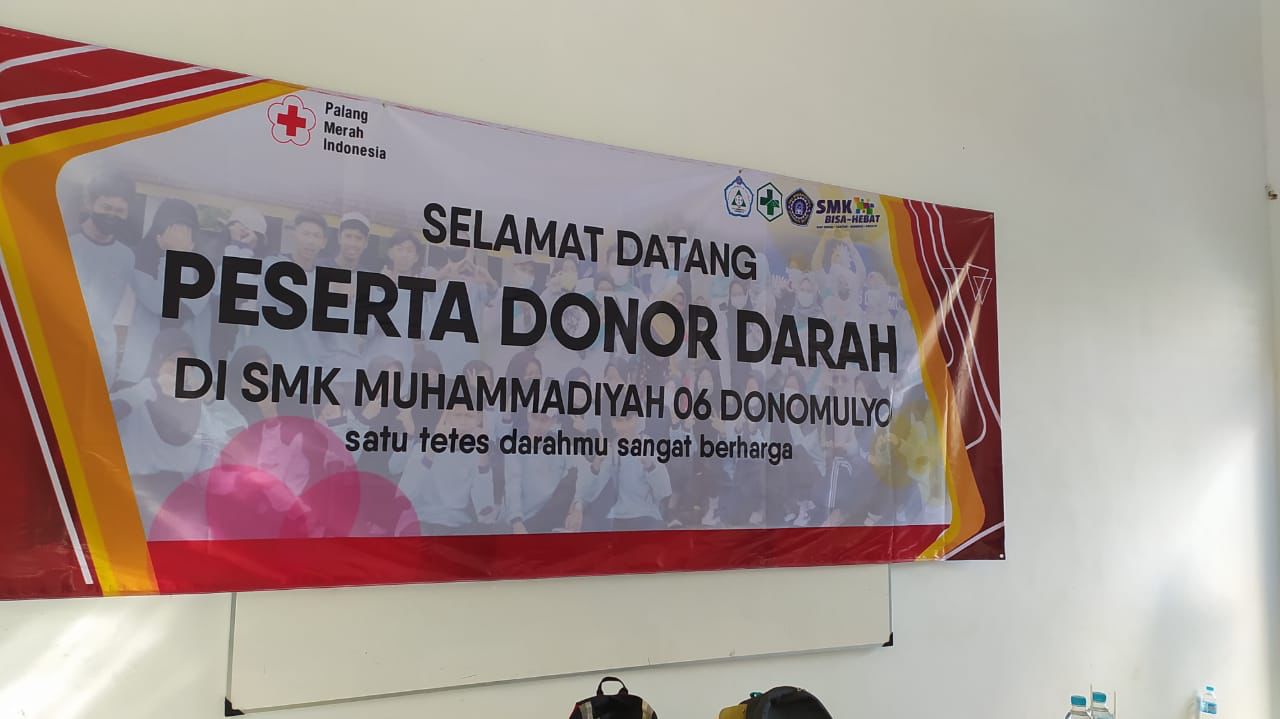 Palang
Merah
Indonesia
SMK
BISA-HEBAT
SELAMAT DATANG
PESERTA DONOR DARAH
DI SMK MUHAMMADIYAH 06 DONOMULYO
satu tetes darahmu sangat berharga